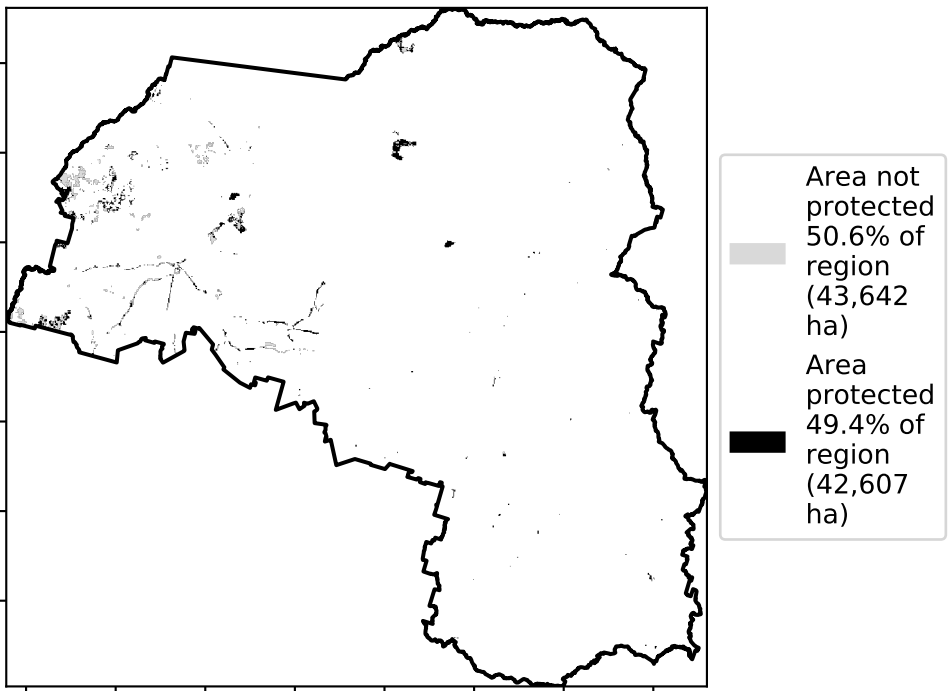 Area not
protected
50.6% of
region
(43,642
ha)
Area
protected
49.4% of
region
(42,607
ha)